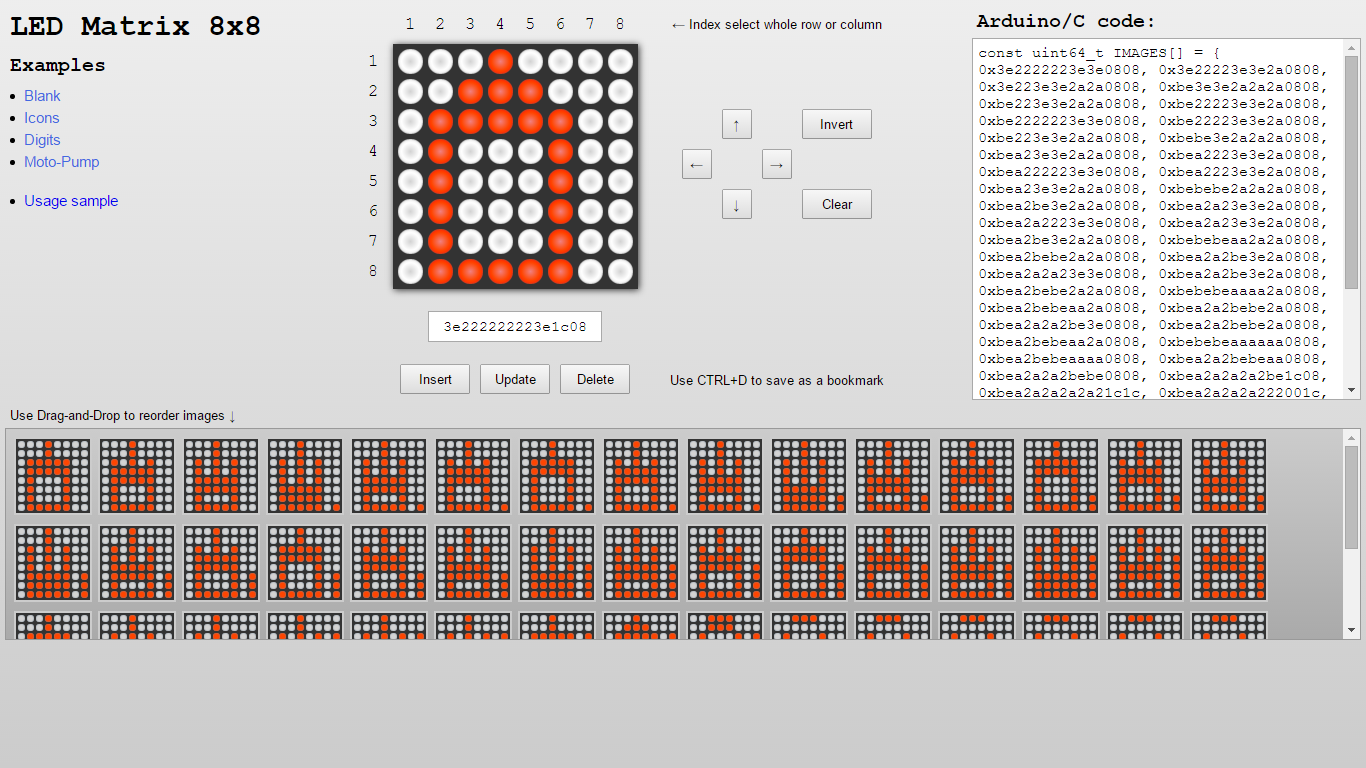 LED Matrix 8x8
Examples
Blank
Icons
Digits
Moto-Pump
Usage sample
1 2 3 4 5 6 7 8
1
2
3
4
5
6
7
8
3e222222223e1c08
Insert Update Delete
← Index select whole row or column
↑ Invert
← →
↓ Clear
Use CTRL+D to save as a bookmark
Arduino/C code:
const uint64_t IMAGES[] = {
0x3e2222223e3e0808, 0x3e22223e3e2a0808,
0x3e223e3e2a2a0808, 0xbe3e3e2a2a2a0808,
0xbe223e3e2a2a0808, 0xbe22223e3e2a0808,
0xbe2222223e3e0808, 0xbe22223e3e2a0808,
0xbe223e3e2a2a0808, 0xbebe3e2a2a2a0808,
0xbea23e3e2a2a0808, 0xbea2223e3e2a0808,
0xbea222223e3e0808, 0xbea2223e3e2a0808,
0xbea23e3e2a2a0808, 0xbebebe2a2a2a0808,
0xbea2be3e2a2a0808, 0xbea2a23e3e2a0808,
0xbea2a2223e3e0808, 0xbea2a23e3e2a0808,
0xbea2be3e2a2a0808, 0xbebebeaa2a2a0808,
0xbea2bebe2a2a0808, 0xbea2a2be3e2a0808,
0xbea2a2a23e3e0808, 0xbea2a2be3e2a0808,
0xbea2bebe2a2a0808, 0xbebebeaaaa2a0808,
0xbea2bebeaa2a0808, 0xbea2a2bebe2a0808,
0xbea2a2a2be3e0808, 0xbea2a2bebe2a0808,
0xbea2bebeaa2a0808, 0xbebebeaaaaaa0808,
0xbea2bebeaaaa0808, 0xbea2a2bebeaa0808,
0xbea2a2a2bebe0808, 0xbea2a2a2a2be1c08,
0xbea2a2a2a2a21c1c, 0xbea2a2a2a222001c,
Use Drag-and-Drop to reorder images ↓